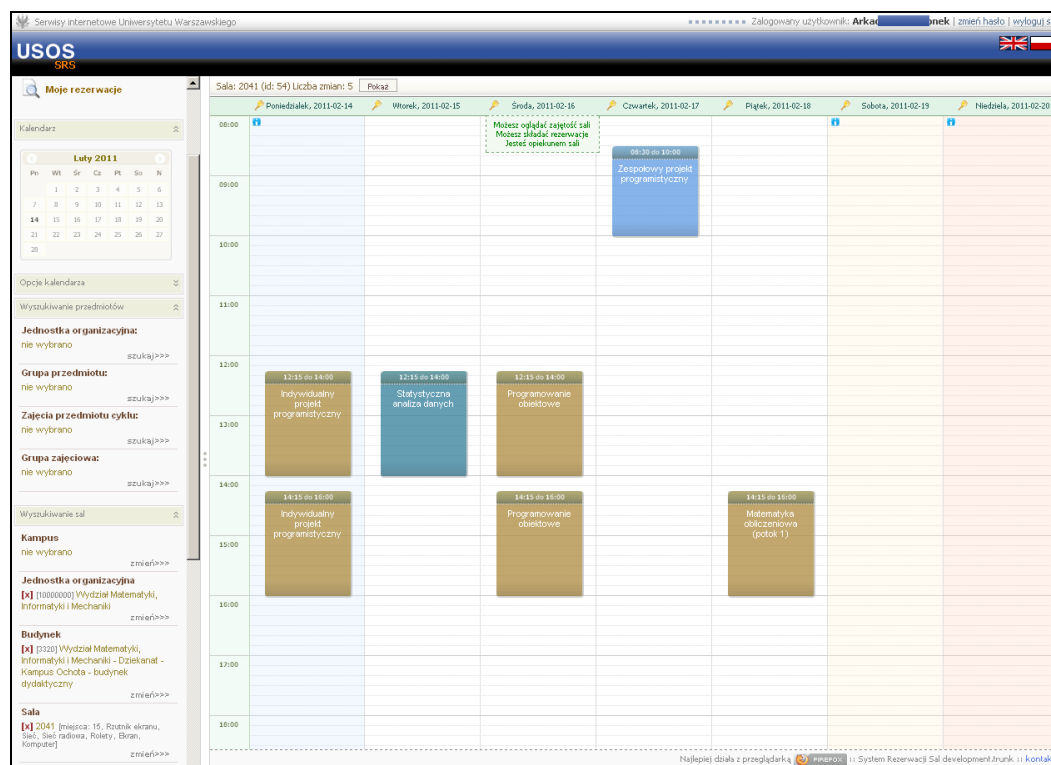 Serwisy internetowe Uniwersytetu Warszawskiego
Zalogowany użytkownik: Arka nek | zmień hasło | wyloguj s
USOS
SRS
Moje rezerwacje
Kalendarz
Luty 2011
Pn Wt Śr Cz Pt So N
1 2 3 4 5 6
7 8 9 10 11 12 13
14 15 16 17 18 19 20
21 22 23 24 25 26 27
28
Opcje kalendarza
Wyszukiwanie przedmiotów
Jednostka organizacyjna:
nie wybrano
szukaj>>>
Grupa przedmiotu:
nie wybrano
szukaj>>>
Zajęcia przedmiotu cyklu:
nie wybrano
szukaj>>>
Grupa zajęciowa:
nie wybrano
szukaj>>>
Wyszukiwanie sal
Kampus
nie wybrano
zmień>>>
Jednostka organizacyjna
[x] [10000000] Wydział Matematyki,
Informatyki i Mechaniki
zmień>>>
Budynek
[x] [3320] Wydział Matematyki,
Informatyki i Mechaniki - Dziekanat -
Kampus Ochota - budynek
dydaktyczny
zmień>>>
Sala
[x] 2041 [miejsca: 15, Rzutnik ekranu,
Sieć, Sieć radiowa, Rolety, Ekran,
Komputer]
zmień>>>
Sala: 2041 (id: 54) Liczba zmian: 5 Pokaż
Poniedziałek, 2011-02-14 Wtorek, 2011-02-15 Środa, 2011-02-16 Czwartek, 2011-02-17 Piątek, 2011-02-18 Sobota, 2011-02-19 Niedziela, 2011-02-20
08:00
Możesz oglądać zajętość sali
Możesz składać rezerwacje
Jesteś opiekunem sali
08:30 do 10:00
Zespołowy projekt
programistyczny
09:00
10:00
11:00
12:00
12:15 do 14:00
Indywidualny
projekt
programistyczny
12:15 do 14:00
Statystyczna
analiza danych
12:15 do 14:00
Programowanie
obiektowe
13:00
14:00
14:15 do 16:00
Indywidualny
projekt
programistyczny
14:15 do 16:00
Programowanie
obiektowe
14:15 do 16:00
Matematyka
obliczeniowa
(potok 1)
15:00
16:00
17:00
18:00
Najlepiej działa z przeglądarką FIREFOX :: System Rezerwacji Sal development/trunk :: kontak